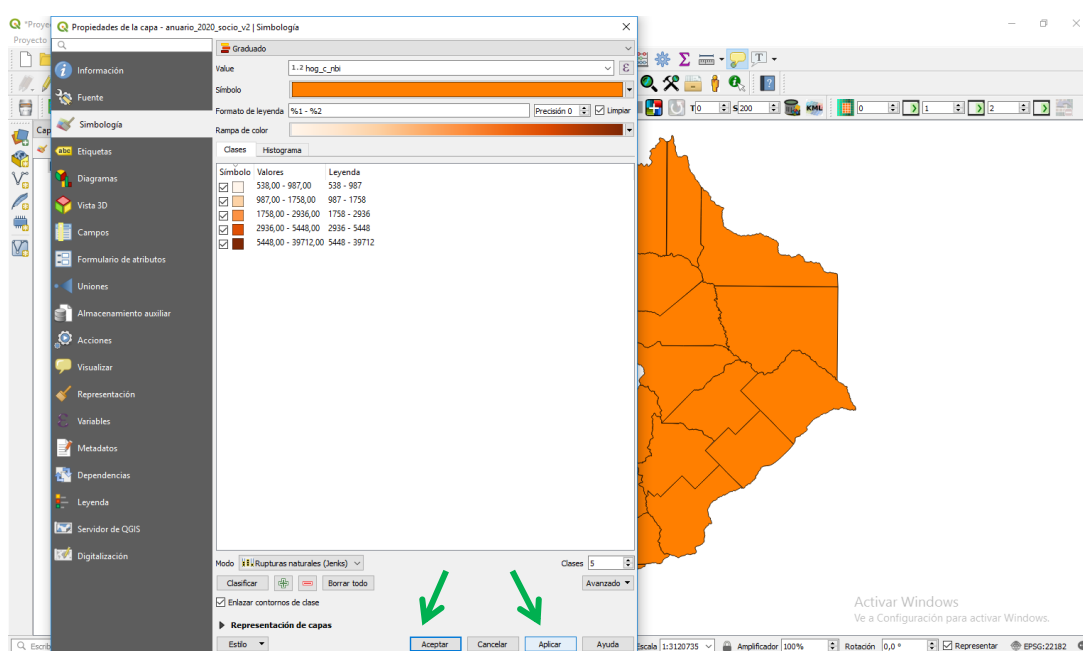 *Proye
Propiedades de la capa - anuario_2020_socio_v2 | Simbología
Proyecto
Información
Fuente
Simbología
Etiquetas
Diagramas
Vista 3D
Campos
Formulario de atributos
Uniones
Almacenamiento auxiliar
Acciones
Visualizar
Representación
Variables
Metadatos
Dependencias
Leyenda
Servidor de QGIS
Digitalización
Graduado
Value 1.2 hog_c_nbi ε
Símbolo
Formato de leyenda %1 - %2 Precisión 0 Limpiar
Rampa de color
Clases Histograma
Símbolo Valores Leyenda
538,00 - 987,00 538 - 987
987,00 - 1758,00 987 - 1758
1758,00 - 2936,00 1758 - 2936
2936,00 - 5448,00 2936 - 5448
5448,00 - 39712,00 5448 - 39712
Modo Rupturas naturales (Jenks) Clases 5
Clasificar Borrar todo Avanzado
Enlazar contornos de clase
Representación de capas
Estilo Aceptar Cancelar Aplicar Ayuda
Cap
abc
T 0 S 200 KML 0 1 2
Activar Windows
Ve a Configuración para activar Windows.
Escrib
Escala 1:3120735 Amplificador 100% Rotación 0,0 ° Representar EPSG:22182